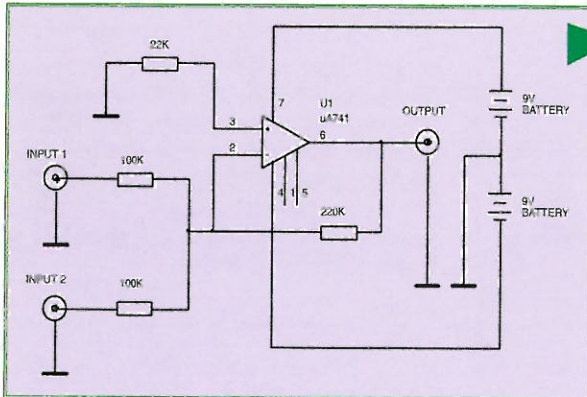 22K
7
U1
uA741
3
6
2
4
1
5
OUTPUT
9V
BATTERY
INPUT 1
100K
220K
9V
BATTERY
INPUT 2
100K